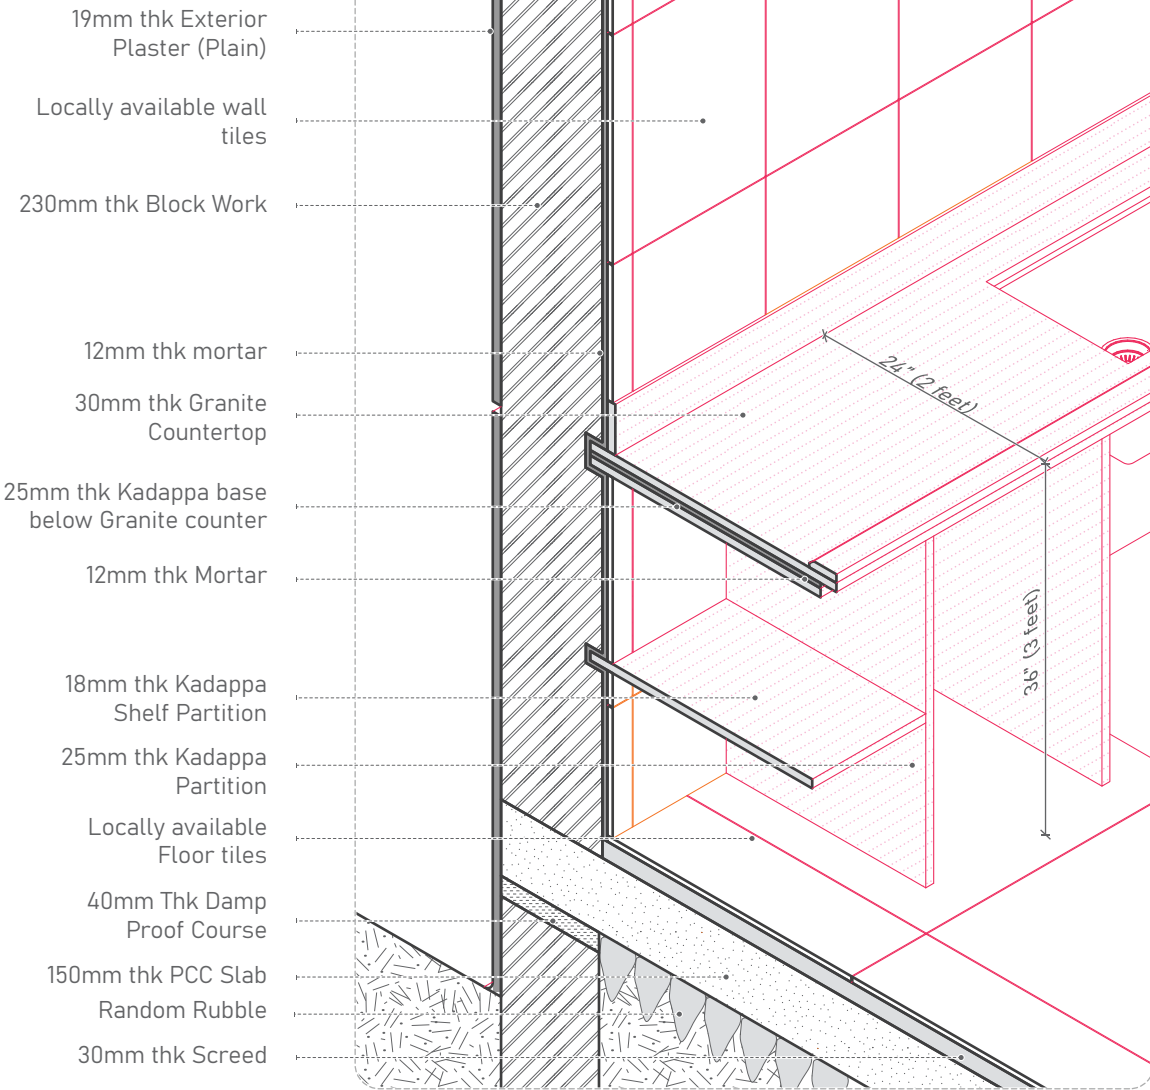 19mm thk Exterior
Plaster (Plain)
Locally available wall
tiles
230mm thk Block Work
12mm thk mortar
30mm thk Granite
Countertop
25mm thk Kadappa base
below Granite counter
12mm thk Mortar
18mm thk Kadappa
Shelf Partition
25mm thk Kadappa
Partition
Locally available
Floor tiles
40mm Thk Damp
Proof Course
150mm thk PCC Slab
Random Rubble
30mm thk Screed
24" (2 feet)
36" (3 feet)